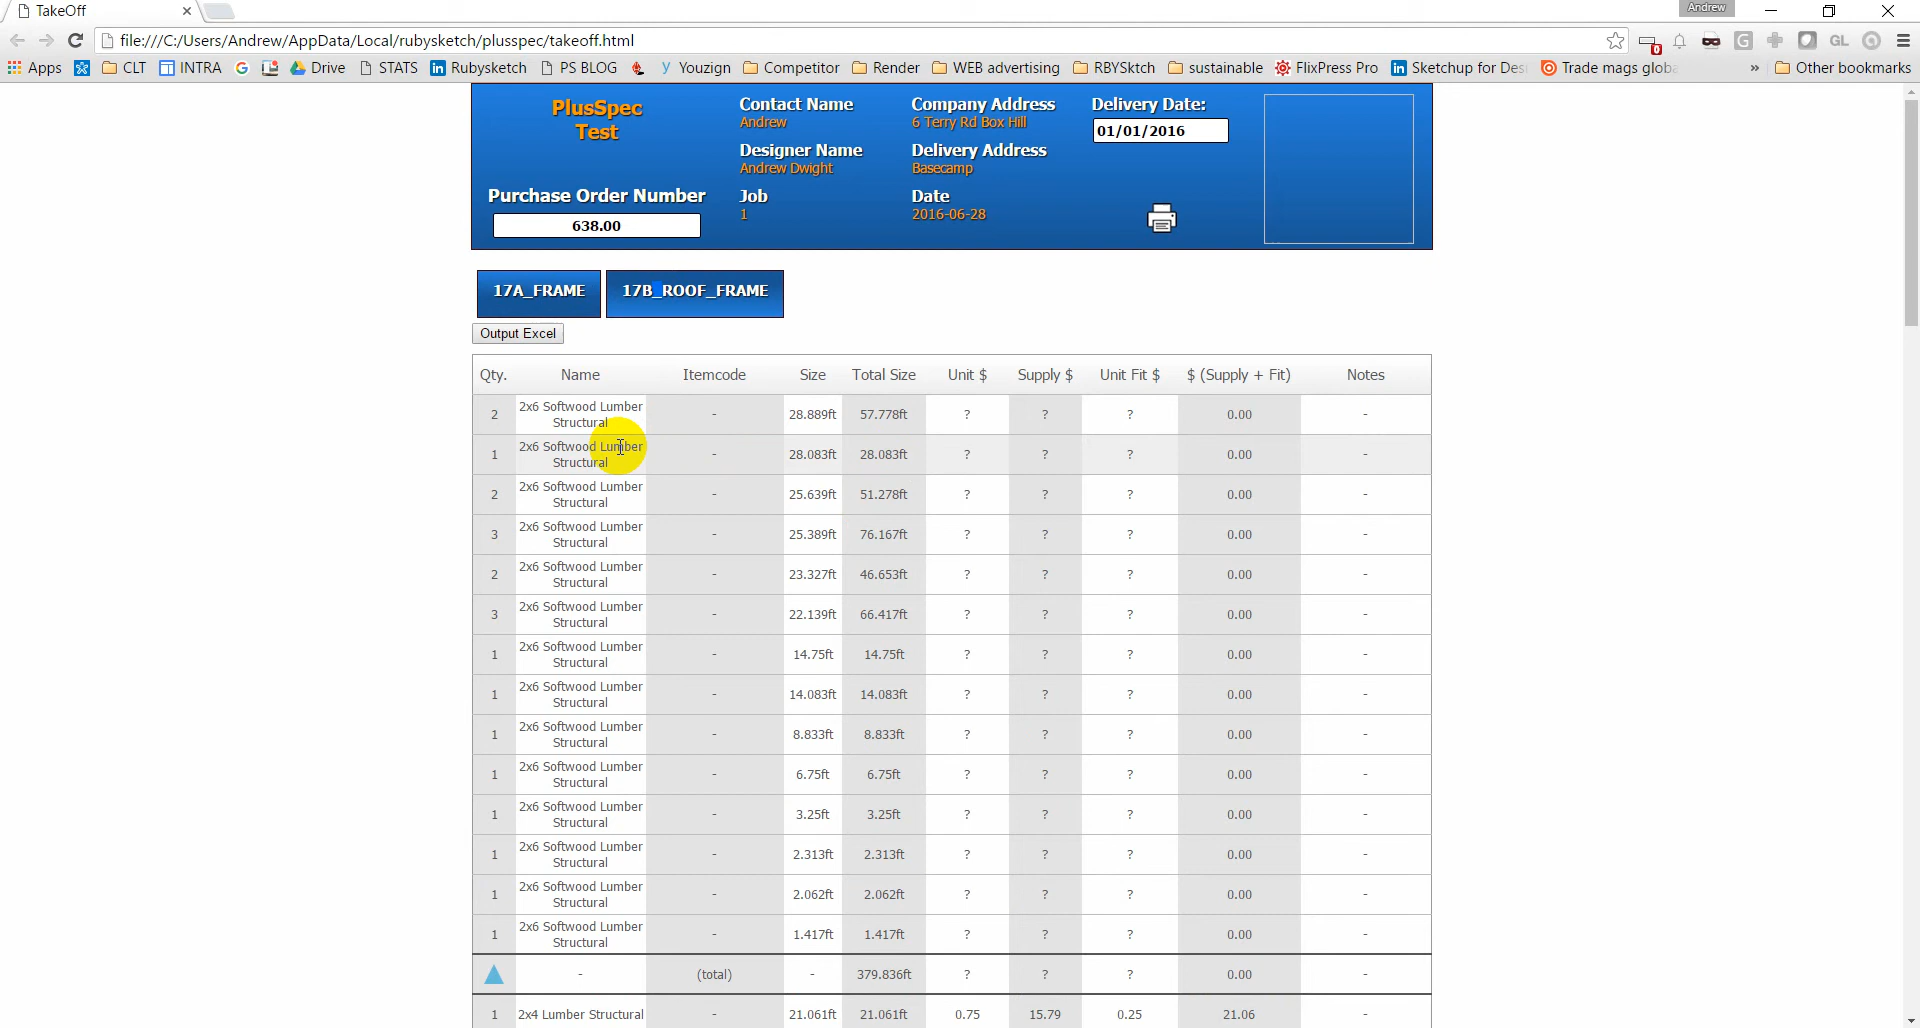 TakeOff
Andrew
file:///C:/Users/Andrew/AppData/Local/rubysketch/plusspec/takeoff.html
0
G
GL
Apps CLT INTRA Drive STATS Rubysketch PS BLOG Youzign Competitor Render WEB advertising RBYSktch sustainable FlixPress Pro Sketchup for Des Trade mags globa » Other bookmarks
PlusSpec
Test
Contact Name
Andrew
Company Address
6 Terry Rd Box Hill
Delivery Date:
01/01/2016
Designer Name
Andrew Dwight
Delivery Address
Basecamp
Purchase Order Number
638.00
Job
1
Date
2016-06-28
17A_FRAME
17B_ROOF_FRAME
Output Excel
Qty. Name Itemcode Size Total Size Unit $ Supply $ Unit Fit $ $ (Supply + Fit) Notes
2 2x6 Softwood Lumber Structural - 28.889ft 57.778ft ? ? ? 0.00 -
1 2x6 Softwood Lumber Structural - 28.083ft 28.083ft ? ? ? 0.00 -
2 2x6 Softwood Lumber Structural - 25.639ft 51.278ft ? ? ? 0.00 -
3 2x6 Softwood Lumber Structural - 25.389ft 76.167ft ? ? ? 0.00 -
2 2x6 Softwood Lumber Structural - 23.327ft 46.653ft ? ? ? 0.00 -
3 2x6 Softwood Lumber Structural - 22.139ft 66.417ft ? ? ? 0.00 -
1 2x6 Softwood Lumber Structural - 14.75ft 14.75ft ? ? ? 0.00 -
1 2x6 Softwood Lumber Structural - 14.083ft 14.083ft ? ? ? 0.00 -
1 2x6 Softwood Lumber Structural - 8.833ft 8.833ft ? ? ? 0.00 -
1 2x6 Softwood Lumber Structural - 6.75ft 6.75ft ? ? ? 0.00 -
1 2x6 Softwood Lumber Structural - 3.25ft 3.25ft ? ? ? 0.00 -
1 2x6 Softwood Lumber Structural - 2.313ft 2.313ft ? ? ? 0.00 -
1 2x6 Softwood Lumber Structural - 2.062ft 2.062ft ? ? ? 0.00 -
1 2x6 Softwood Lumber Structural - 1.417ft 1.417ft ? ? ? 0.00 -
- (total) - 379.836ft ? ? ? 0.00 -
1 2x4 Lumber Structural - 21.061ft 21.061ft 0.75 15.79 0.25 21.06 -